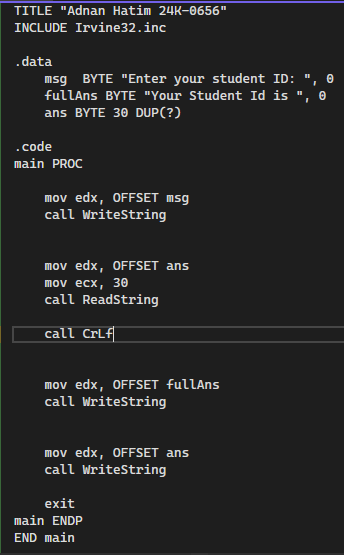 TITLE "Adnan Hatim 24K-0656"
INCLUDE Irvine32.inc
.data
msg  BYTE "Enter your student ID: ", 0
fullAns BYTE "Your Student Id is ", 0
ans BYTE 30 DUP(?)
.code
main PROC
mov edx, OFFSET msg
call WriteString
mov edx, OFFSET ans
mov ecx, 30
call ReadString
call CrLf
mov edx, OFFSET fullAns
call WriteString
mov edx, OFFSET ans
call WriteString
exit
main ENDP
END main